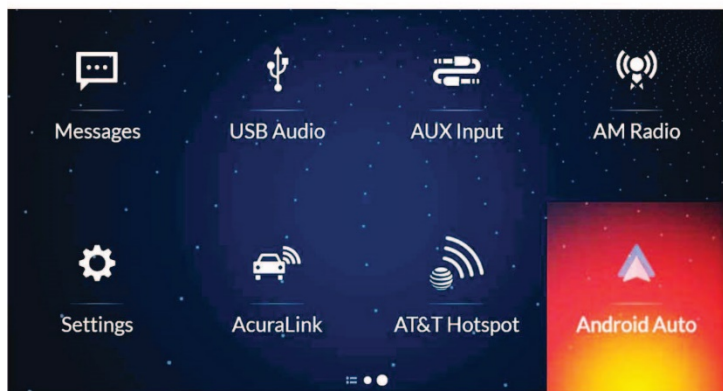 Messages
USB Audio
AUX Input
AM Radio
Settings
AcuraLink
AT&T Hotspot
Android Auto